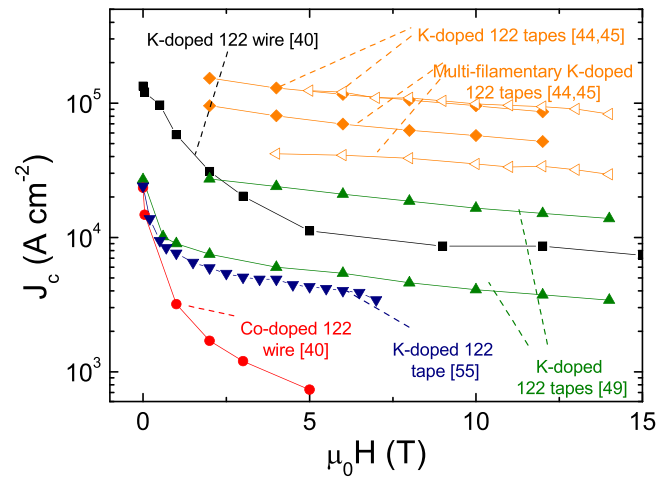 K-doped 122 wire [40]
K-doped 122 tapes [44,45]
Multi-filamentary K-doped
122 tapes [44,45]
10^5
10^4
10^3
J_c (A cm^-2)
Co-doped 122
wire [40]
K-doped 122
tape [55]
K-doped
122 tapes [49]
0 5 10 15
μ_0H (T)